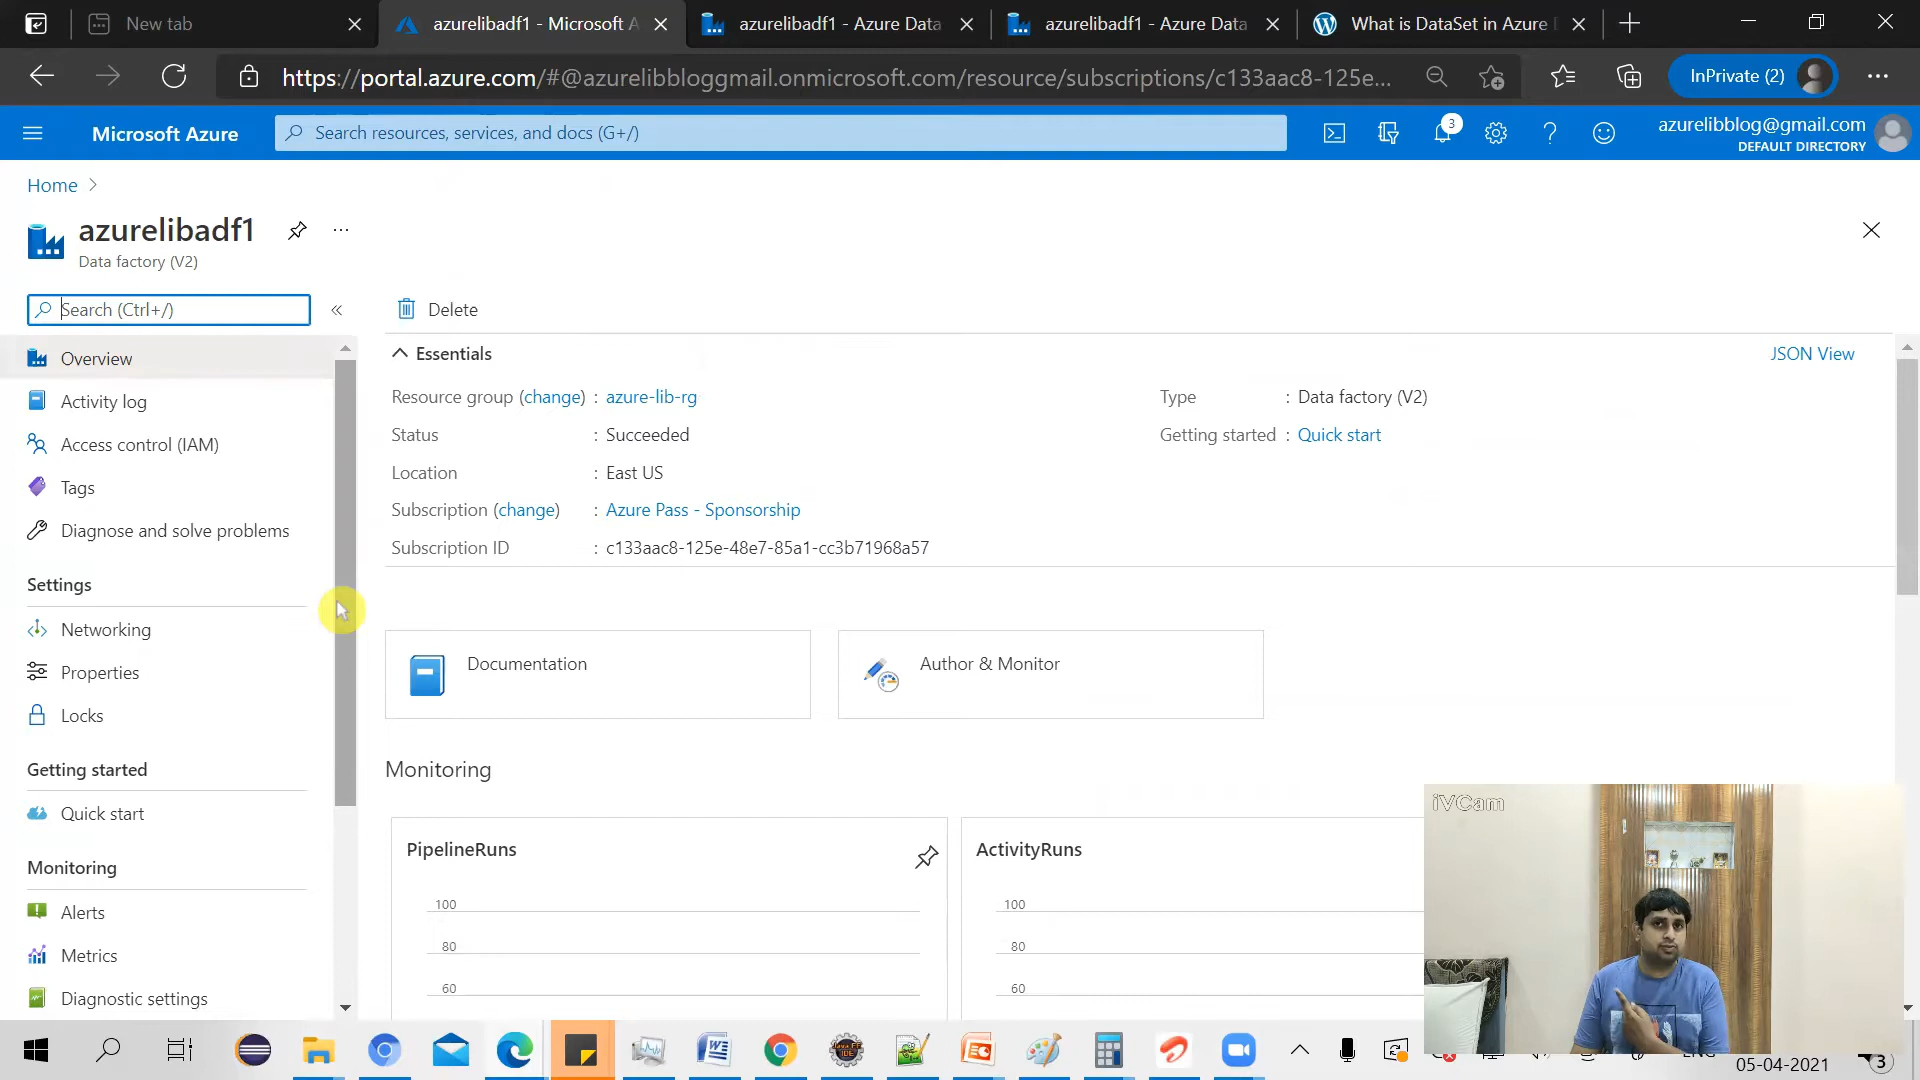 New tab
azurelibadf1 - Microsoft A
azurelibadf1 - Azure Data
azurelibadf1 - Azure Data
What is DataSet in Azure
https://portal.azure.com/#@azurelibbloggmail.onmicrosoft.com/resource/subscriptions/c133aac8-125e...
InPrivate (2)
Microsoft Azure
Search resources, services, and docs (G+/)
3
azurelibblog@gmail.com
DEFAULT DIRECTORY
Home
azurelibadf1
Data factory (V2)
Search (Ctrl+/)
«
Delete
Overview
Activity log
Access control (IAM)
Tags
Diagnose and solve problems
Settings
Networking
Properties
Locks
Getting started
Quick start
Monitoring
Alerts
Metrics
Diagnostic settings
Essentials
JSON View
Resource group (change) : azure-lib-rg
Type : Data factory (V2)
Status : Succeeded
Getting started : Quick start
Location : East US
Subscription (change) : Azure Pass - Sponsorship
Subscription ID : c133aac8-125e-48e7-85a1-cc3b71968a57
Documentation
Author & Monitor
Monitoring
PipelineRuns
100
80
60
ActivityRuns
100
80
60
iVCam
05-04-2021
3